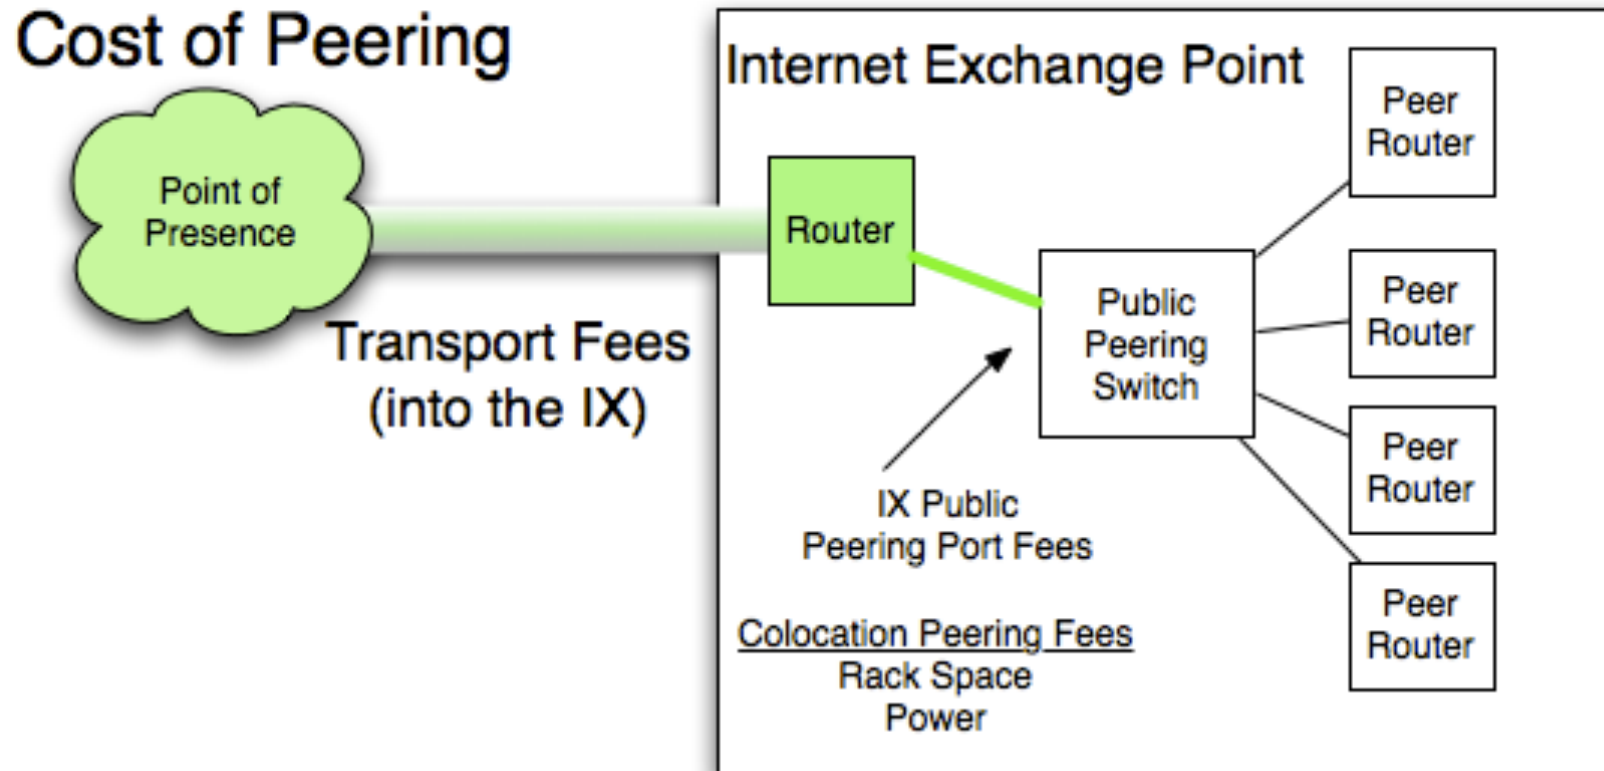 Cost of Peering
Point of
Presence
Transport Fees
(into the IX)
Internet Exchange Point
Router
Public
Peering
Switch
IX Public
Peering Port Fees
Colocation Peering Fees
Rack Space
Power
Peer
Router
Peer
Router
Peer
Router
Peer
Router